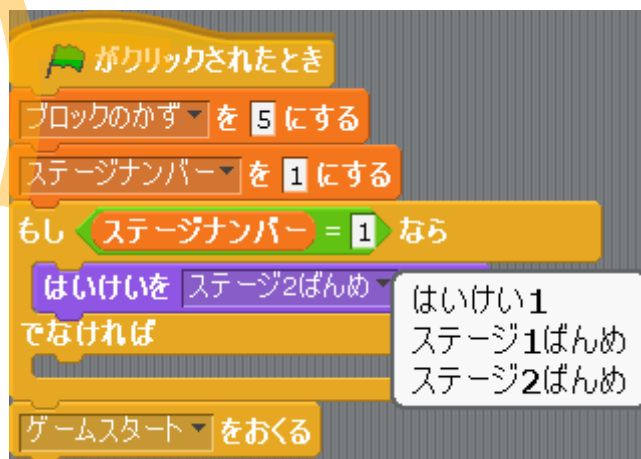 がクリックされたとき
ブロックのかず を 5 にする
ステージナンバー を 1 にする
もし ステージナンバー = 1 なら
はいけいを ステージ2ばんめ
はいけい1
ステージ1ばんめ
ステージ2ばんめ
でなければ
ゲームスタート をおくる